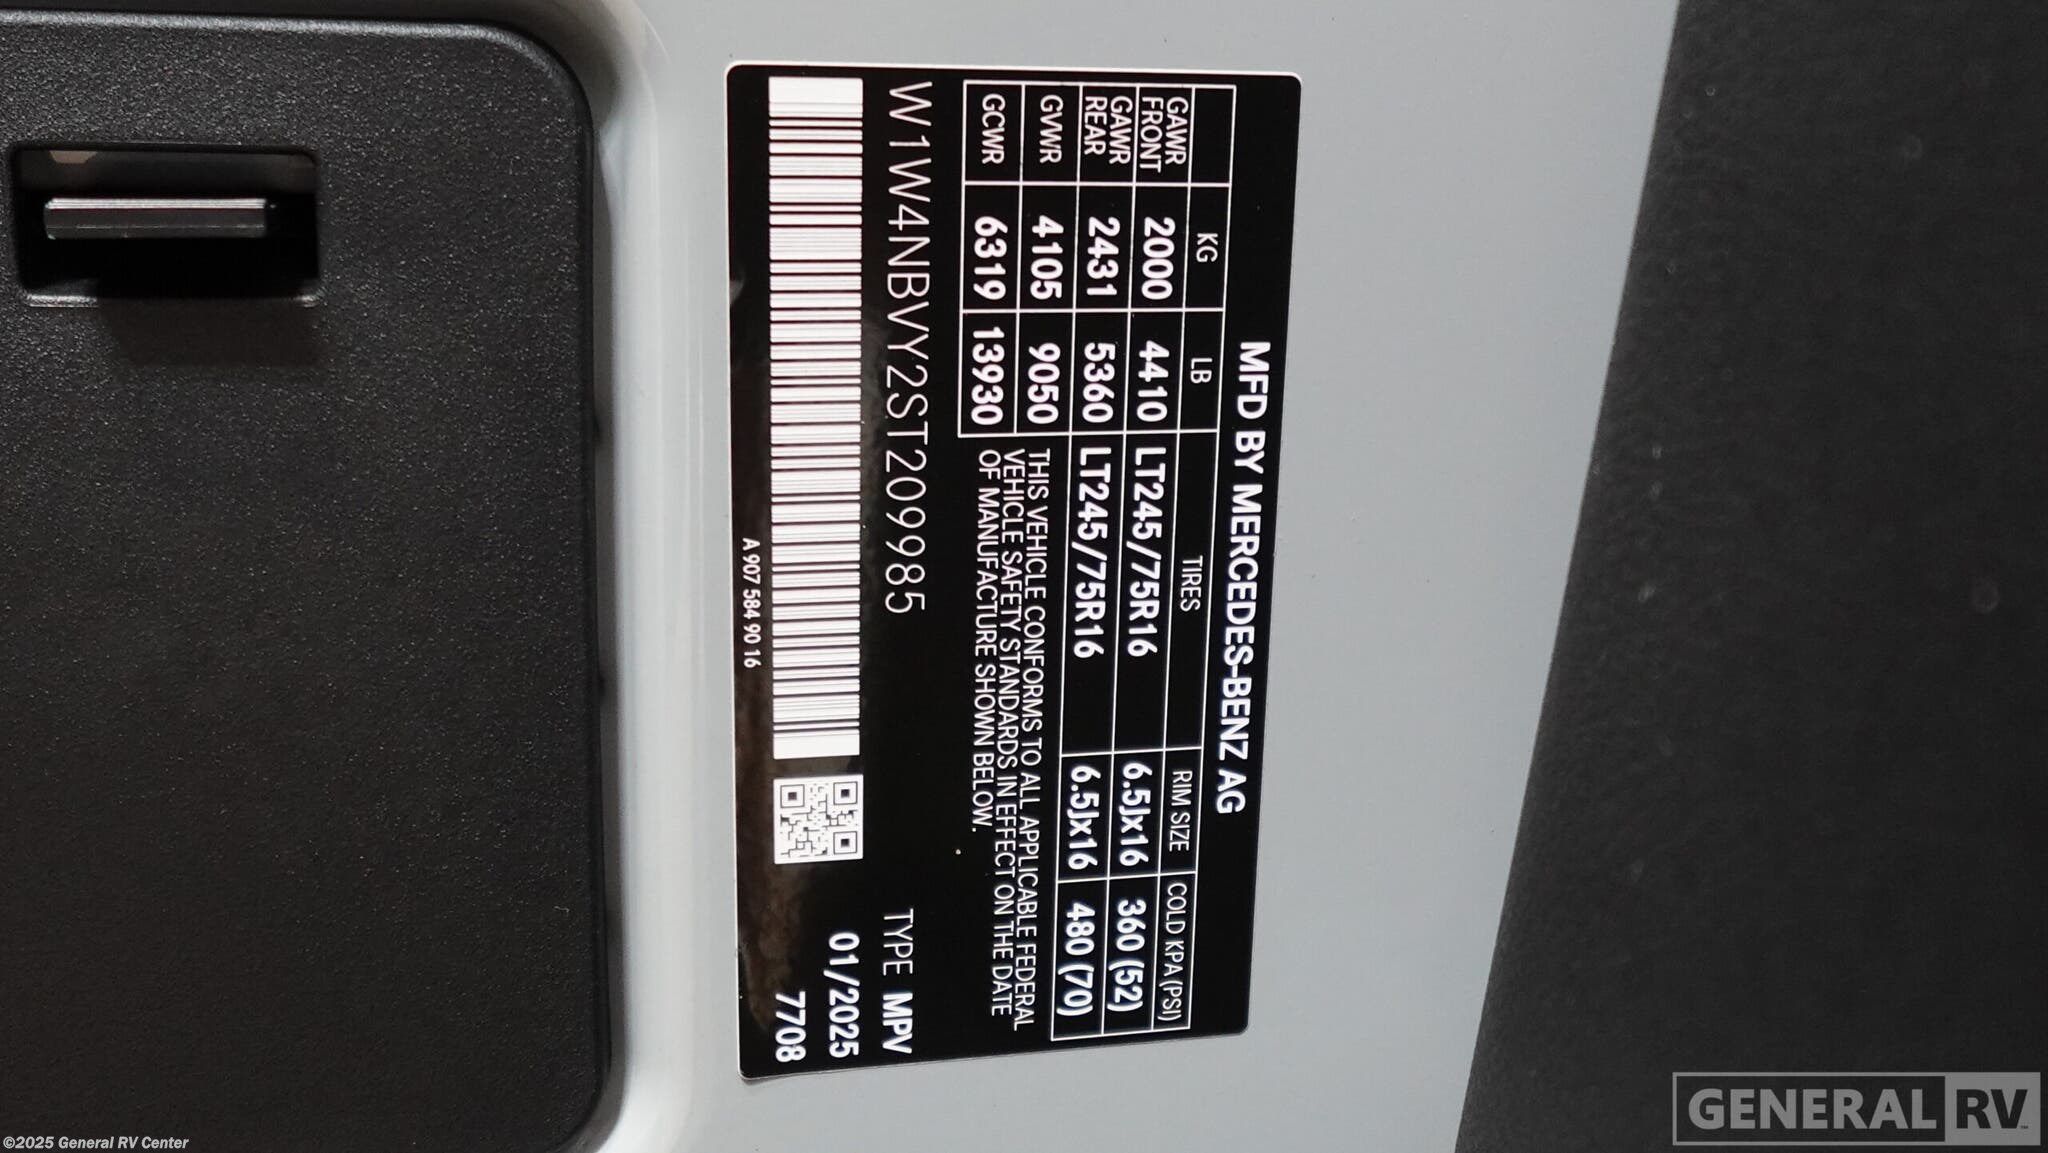 MFD BY MERCEDES-BENZ AG
KG LB TIRES RIM SIZE COLD KPA (PSI)
GAWR FRONT 2000 4410 LT245/75R16 6.5Jx16 360 (52)
GAWR REAR 2431 5360 LT245/75R16 6.5Jx16 480 (70)
GVWR 4105 9050
GCWR 6319 13930
THIS VEHICLE CONFORMS TO ALL APPLICABLE FEDERAL
VEHICLE SAFETY STANDARDS IN EFFECT ON THE DATE
OF MANUFACTURE SHOWN BELOW.
W1W4NBVY2ST209985 TYPE MPV
01/2025
7708
A 907 584 90 16
GENERAL RV
©2025 General RV Center